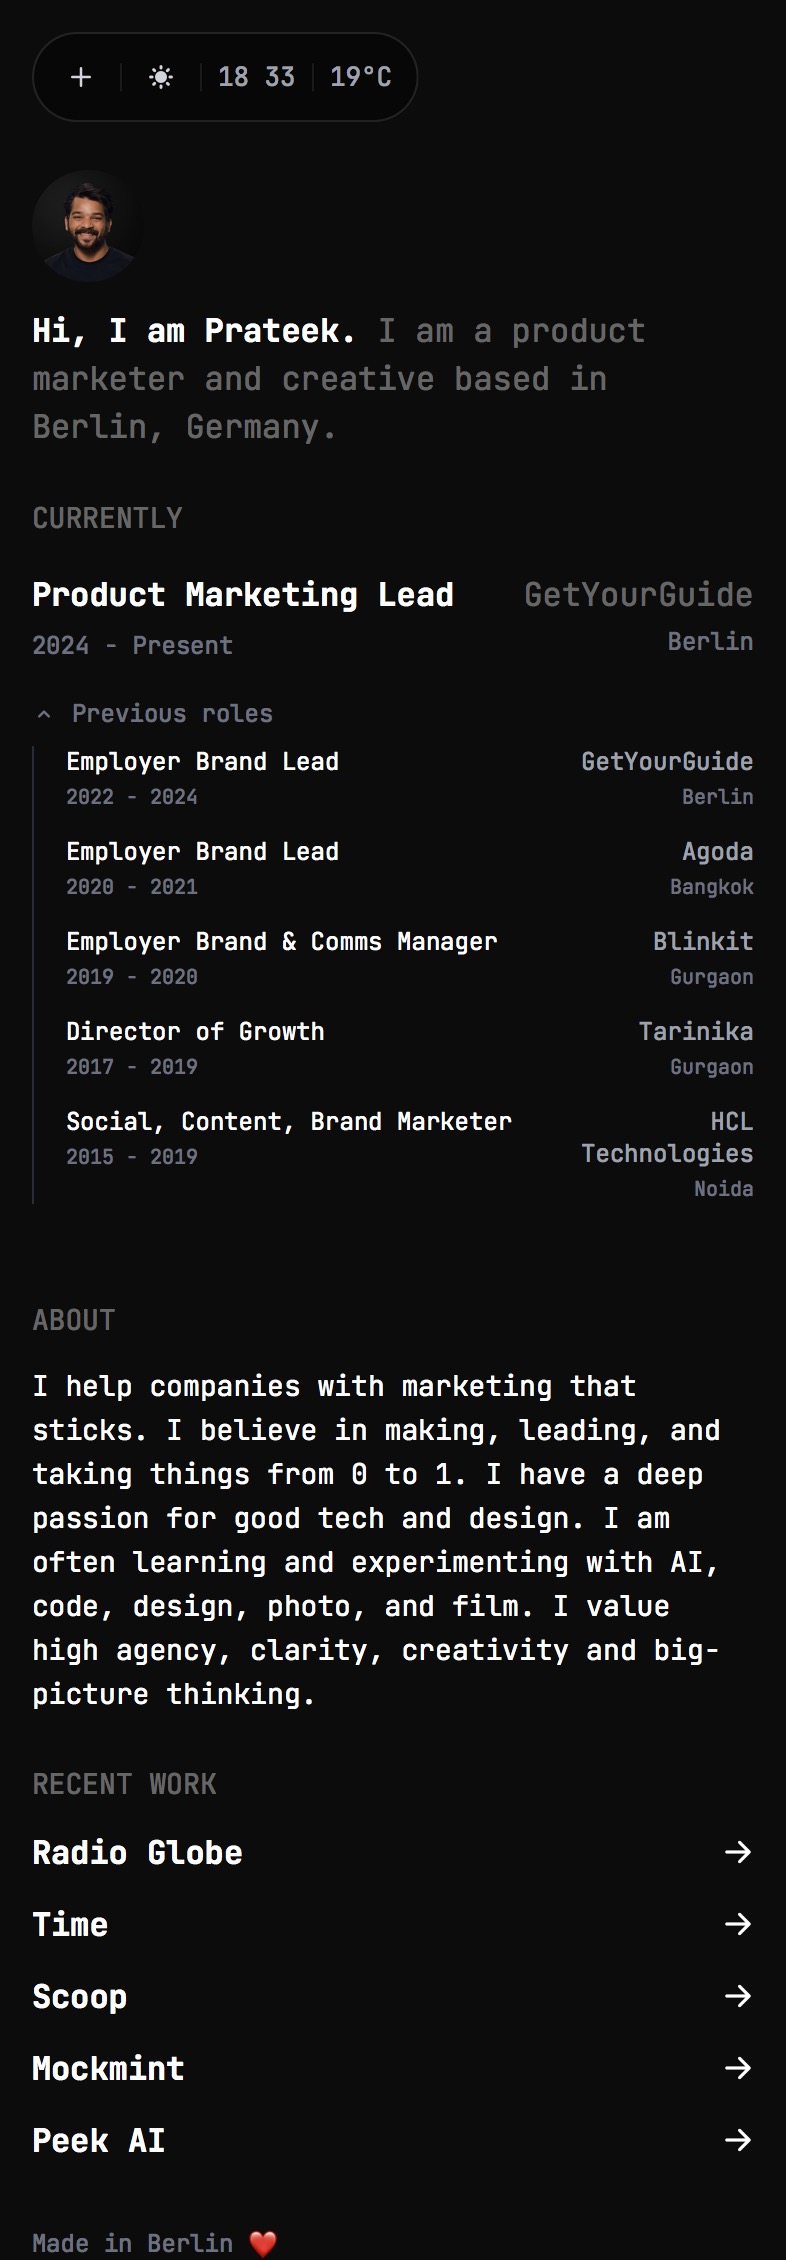 18 33 19°C
Hi, I am Prateek. I am a product
marketer and creative based in
Berlin, Germany.
CURRENTLY
Product Marketing Lead GetYourGuide
2024 - Present Berlin
Previous roles
Employer Brand Lead GetYourGuide
2022 - 2024 Berlin
Employer Brand Lead Agoda
2020 - 2021 Bangkok
Employer Brand & Comms Manager Blinkit
2019 - 2020 Gurgaon
Director of Growth Tarinika
2017 - 2019 Gurgaon
Social, Content, Brand Marketer HCL
2015 - 2019 Technologies
Noida
ABOUT
I help companies with marketing that
sticks. I believe in making, leading, and
taking things from 0 to 1. I have a deep
passion for good tech and design. I am
often learning and experimenting with AI,
code, design, photo, and film. I value
high agency, clarity, creativity and big-
picture thinking.
RECENT WORK
Radio Globe →
Time →
Scoop →
Mockmint →
Peek AI →
Made in Berlin ❤️